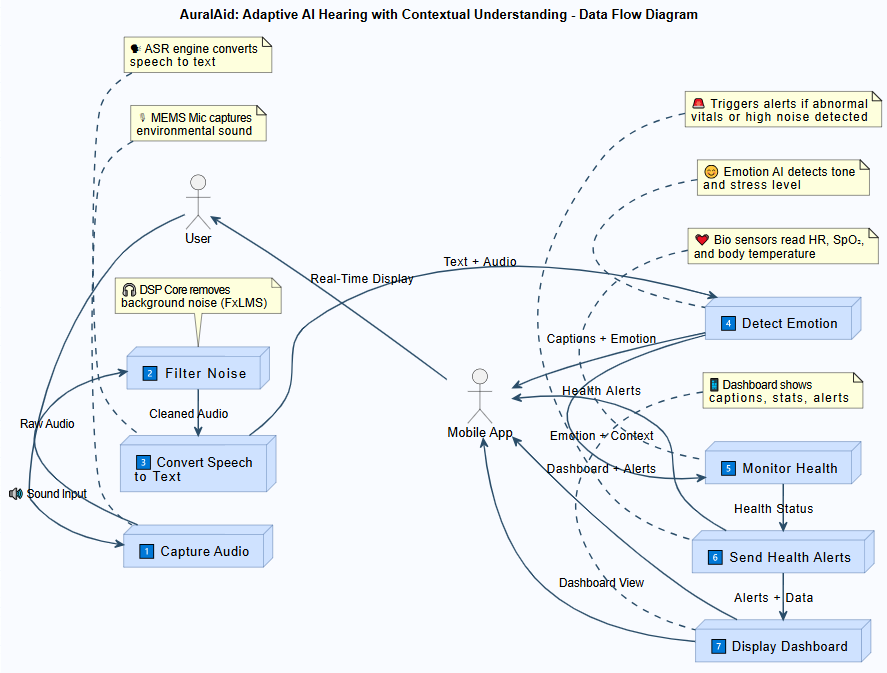 AuralAid: Adaptive AI Hearing with Contextual Understanding - Data Flow Diagram
🗣 ASR engine converts
speech to text
🎙 MEMS Mic captures
environmental sound
🚨 Triggers alerts if abnormal
vitals or high noise detected
😊 Emotion AI detects tone
and stress level
User
❤️ Bio sensors read HR, SpO₂,
and body temperature
Text + Audio
Real-Time Display
🎧 DSP Core removes
background noise (FxLMS)
4 Detect Emotion
Captions + Emotion
2 Filter Noise
Health Alerts
📱 Dashboard shows
captions, stats, alerts
Cleaned Audio
Raw Audio
Mobile App
Emotion + Context
3 Convert Speech
to Text
Dashboard + Alerts
5 Monitor Health
🔊 Sound Input
Health Status
1 Capture Audio
6 Send Health Alerts
Dashboard View
Alerts + Data
7 Display Dashboard